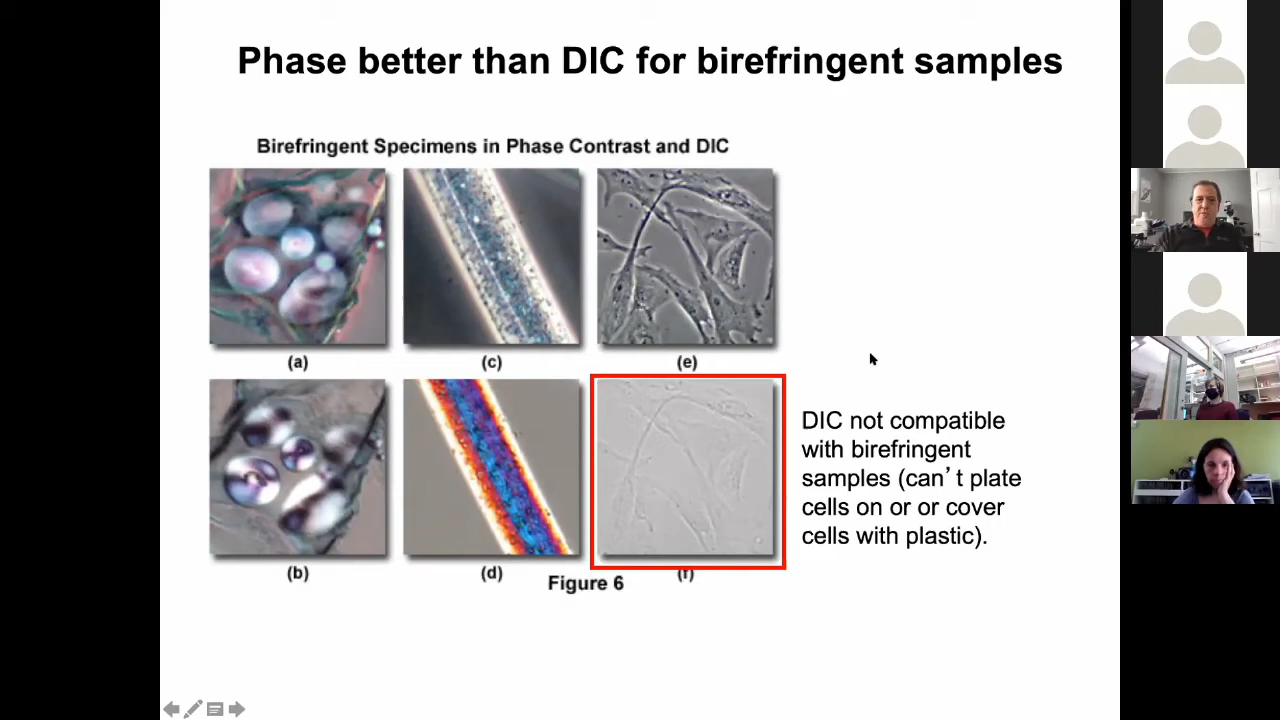 Phase better than DIC for birefringent samples
Birefringent Specimens in Phase Contrast and DIC
(a)
(c)
(e)
DIC not compatible
with birefringent
samples (can't plate
cells on or or cover
cells with plastic).
(b)
(d)
(f)
Figure 6